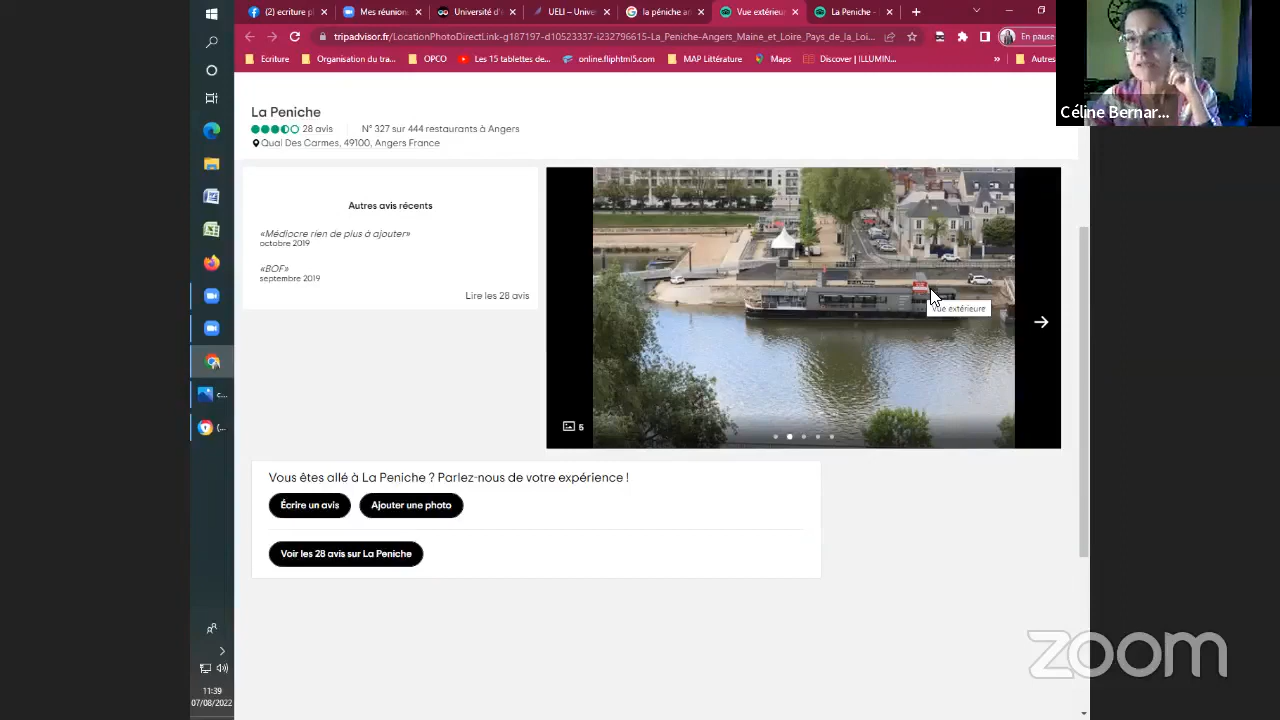 (2) ecriture pl
Mes réunion
Université d'
UELI – Unive
la péniche an
Vue extérieu
La Peniche -
tripadvisor.fr/LocationPhotoDirectLink-g187197-d10523337-i232796615-La_Peniche-Angers_Maine_et_Loire_Pays_de_la_Loi...
En pause
Ecriture
Organisation du tra...
OPCO
Les 15 tablettes de...
online.fliphtml5.com
MAP Littérature
Maps
Discover | ILLUMIN...
»
Autres
Céline Bernar...
La Peniche
28 avis
N° 327 sur 444 restaurants à Angers
Quai Des Carmes, 49100, Angers France
Autres avis récents
«Médiocre rien de plus à ajouter»
octobre 2019
«BOF»
septembre 2019
Lire les 28 avis
Vue extérieure
5
Vous êtes allé à La Peniche ? Parlez-nous de votre expérience !
Écrire un avis
Ajouter une photo
Voir les 28 avis sur La Peniche
c...
(...
11:39
07/08/2022
zoom